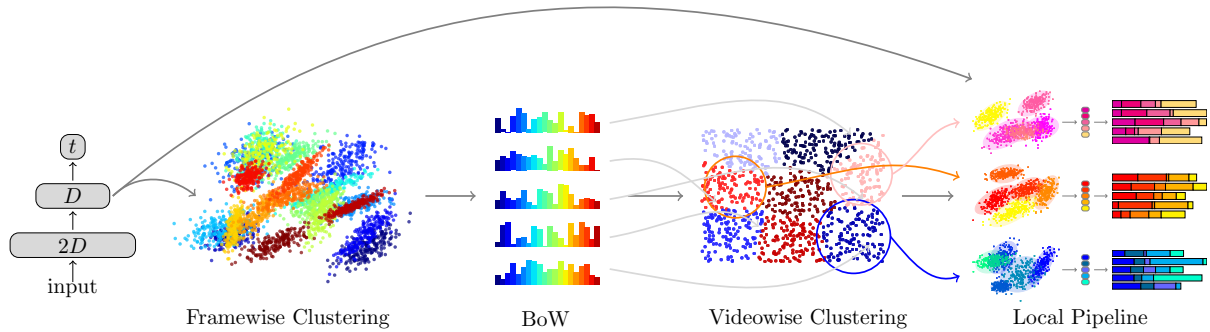 t
D
2D
input
Framewise Clustering
BoW
Videowise Clustering
Local Pipeline